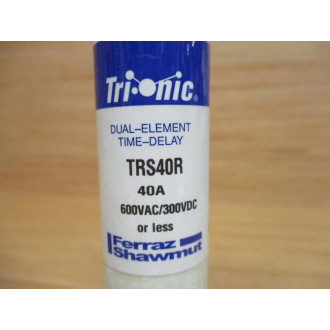 Tri-onic®
DUAL-ELEMENT
TIME-DELAY
TRS40R
40A
600VAC/300VDC
or less
Ferraz
Shawmut